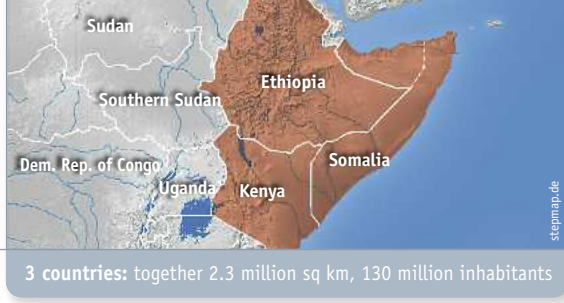 Sudan
Ethiopia
Southern Sudan
Dem. Rep. of Congo
Somalia
Uganda
Kenya
stepmap.de
3 countries: together 2.3 million sq km, 130 million inhabitants